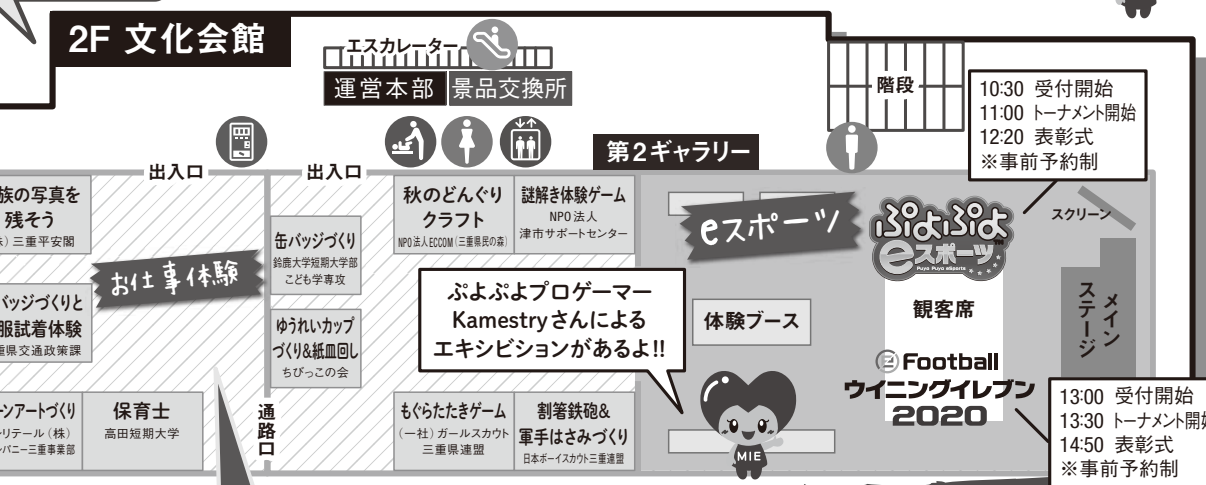 2F 文化会館
エスカレーター
運営本部
景品交換所
階段
10:30 受付開始
11:00 トーナメント開始
12:20 表彰式
※事前予約制
第2ギャラリー
出入口
出入口
族の写真を
残そう
)三重平安閣
お仕事体験
缶バッジづくり
鈴鹿大学短期大学部
こども学専攻
秋のどんぐり
クラフト
NPO法人ECCOM(三重県民の森)
謎解き体験ゲーム
NPO法人
津市サポートセンター
eスポーツ
ぷよぷよ
eスポーツ
Puyo Puyo eSports
スクリーン
メイン
ステージ
バッジづくりと
服試着体験
重県交通政策課
ゆうれいカップ
づくり&紙皿回し
ちびっこの会
ぷよぷよプロゲーマー
Kamestryさんによる
エキシビションがあるよ!!
体験ブース
観客席
e Football
ウイニングイレブン
2020
13:00 受付開始
13:30 トーナメント開始
14:50 表彰式
※事前予約制
ーンアートづくり
ンリテール(株)
ンパニー三重事業部
保育士
高田短期大学
通路口
もぐらたたきゲーム
(一社)ガールスカウト
三重県連盟
割箸鉄砲&
軍手はさみづくり
日本ボーイスカウト三重連盟
MIE